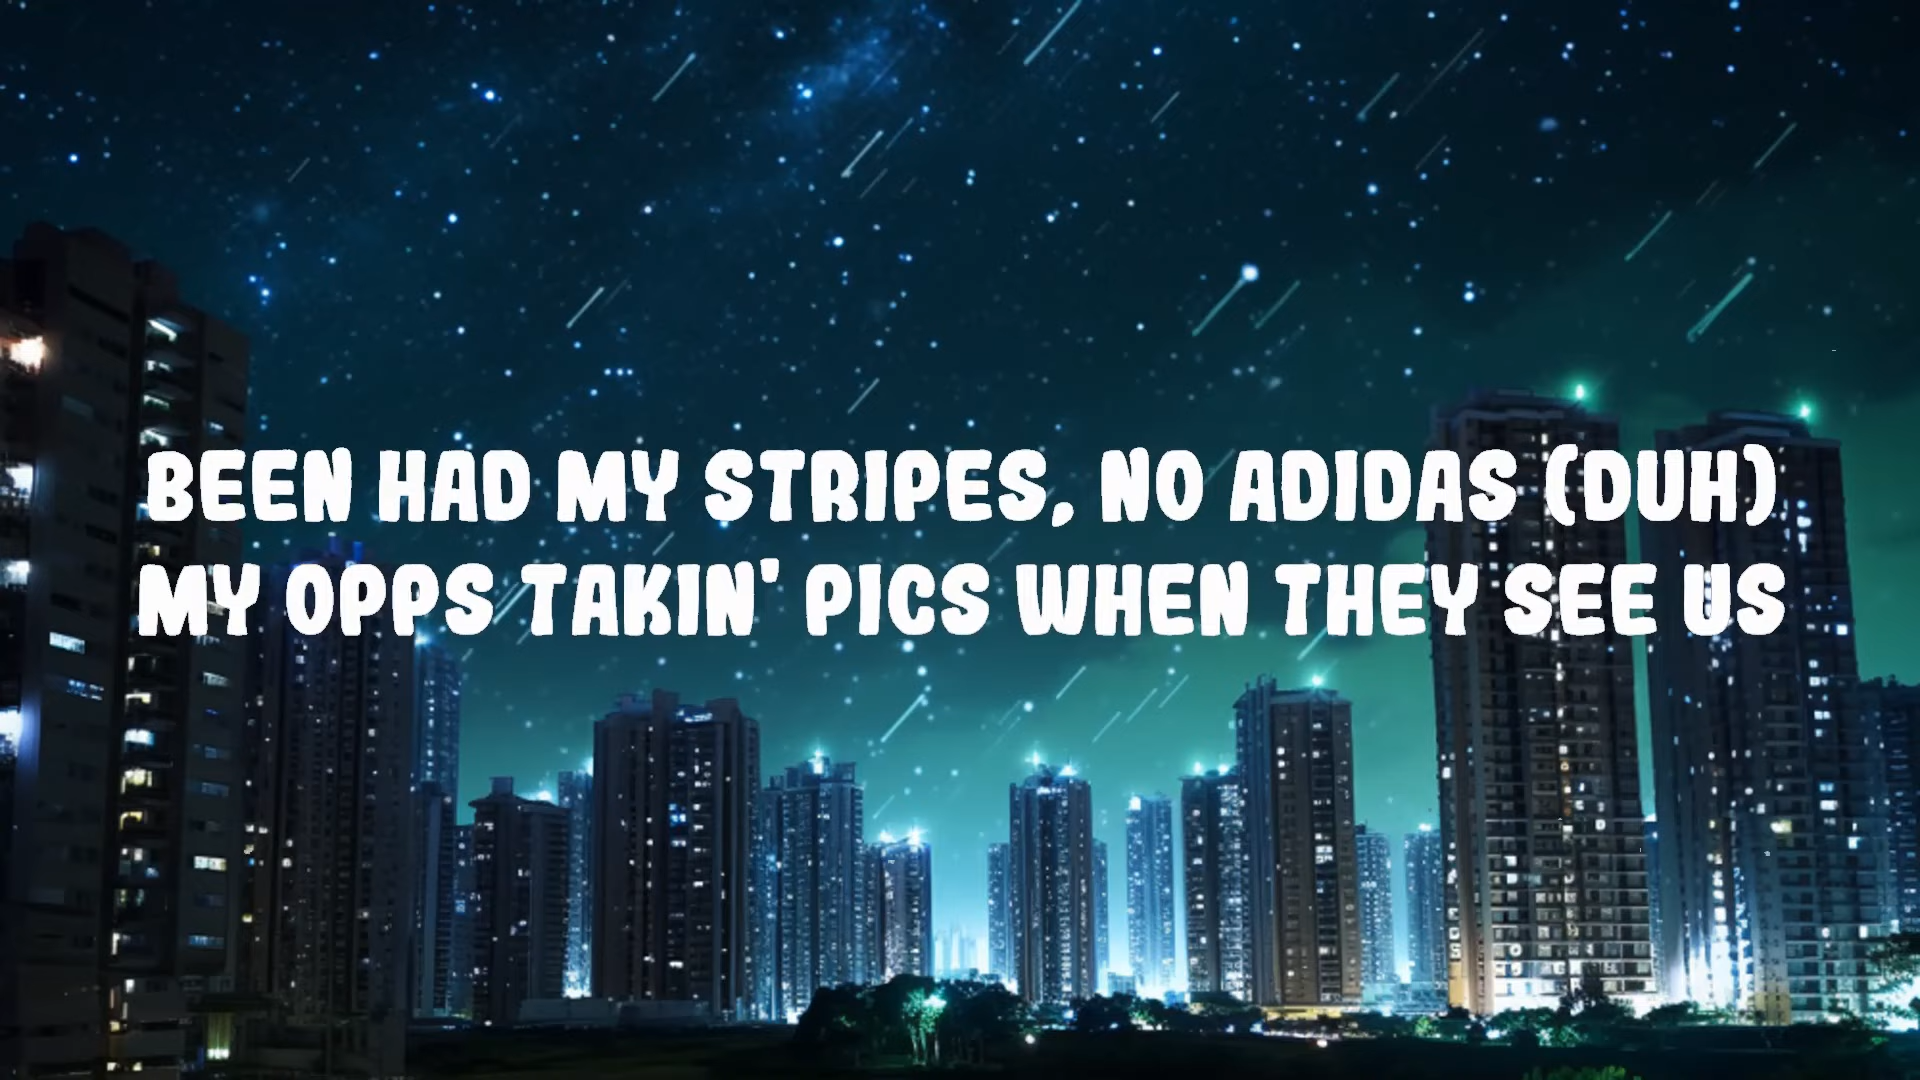 BEEN HAD MY STRIPES, NO ADIDAS (DUH)
MY OPPS TAKIN' PICS WHEN THEY SEE US